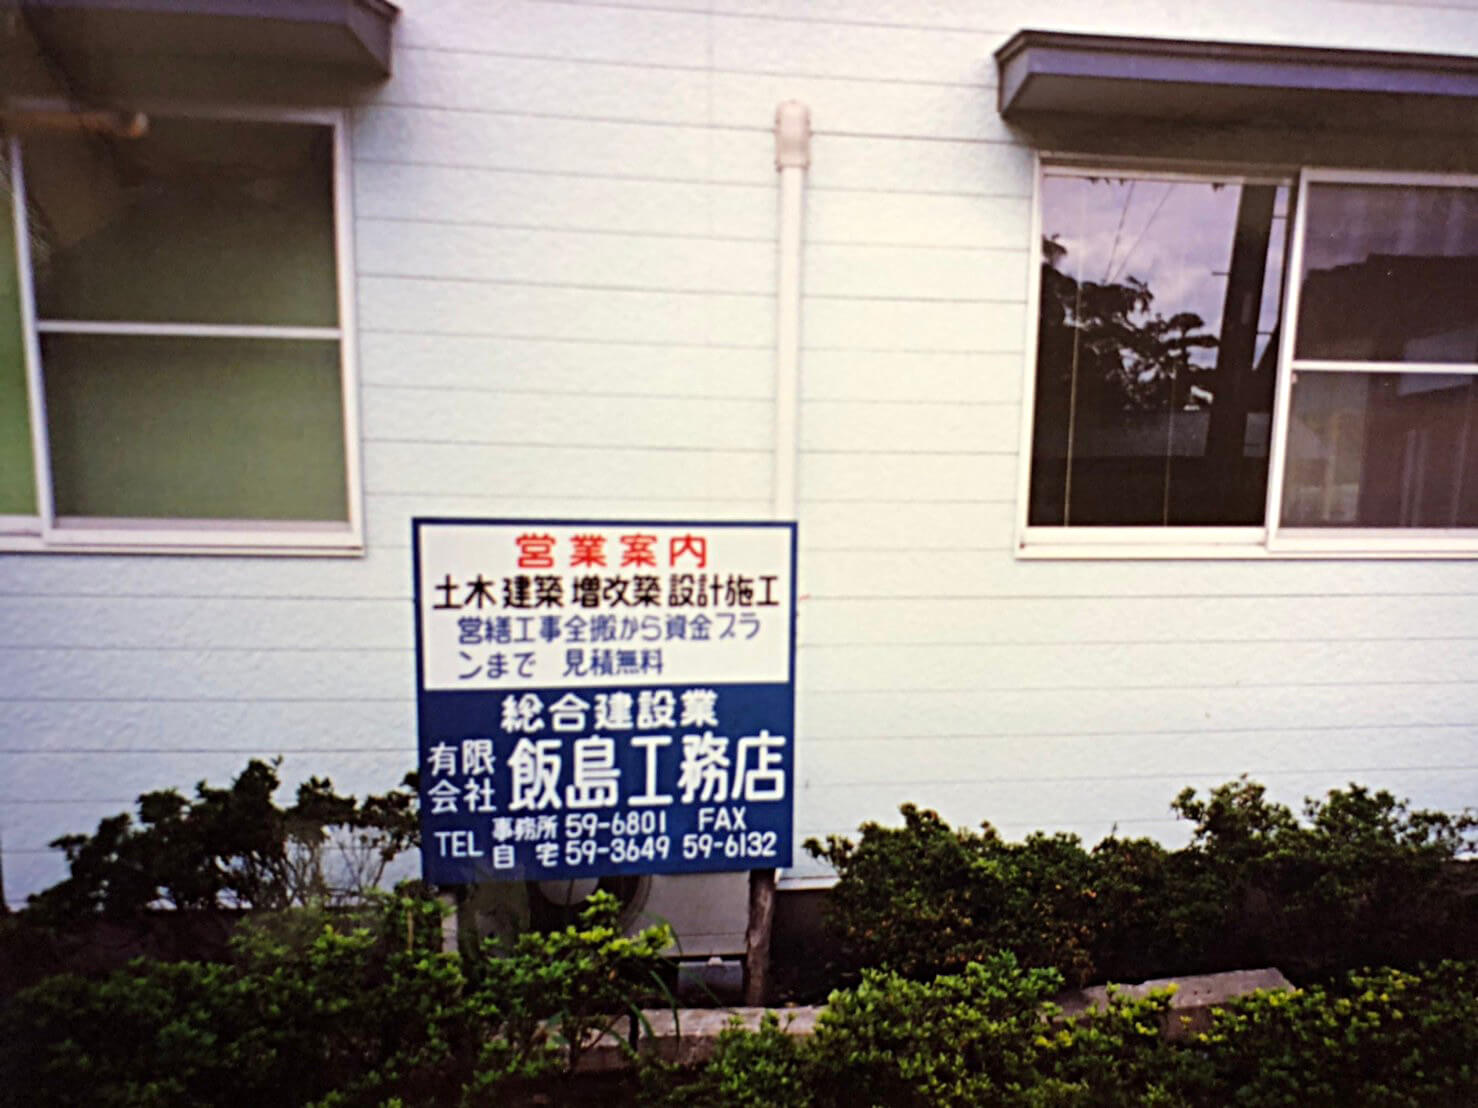 営業案内
土木 建築 増改築 設計施工
営繕工事全搬から資金プラ
ンまで 見積無料
総合建設業
有限会社 飯島工務店
TEL 事務所 59-6801 FAX
自宅 59-3649 59-6132